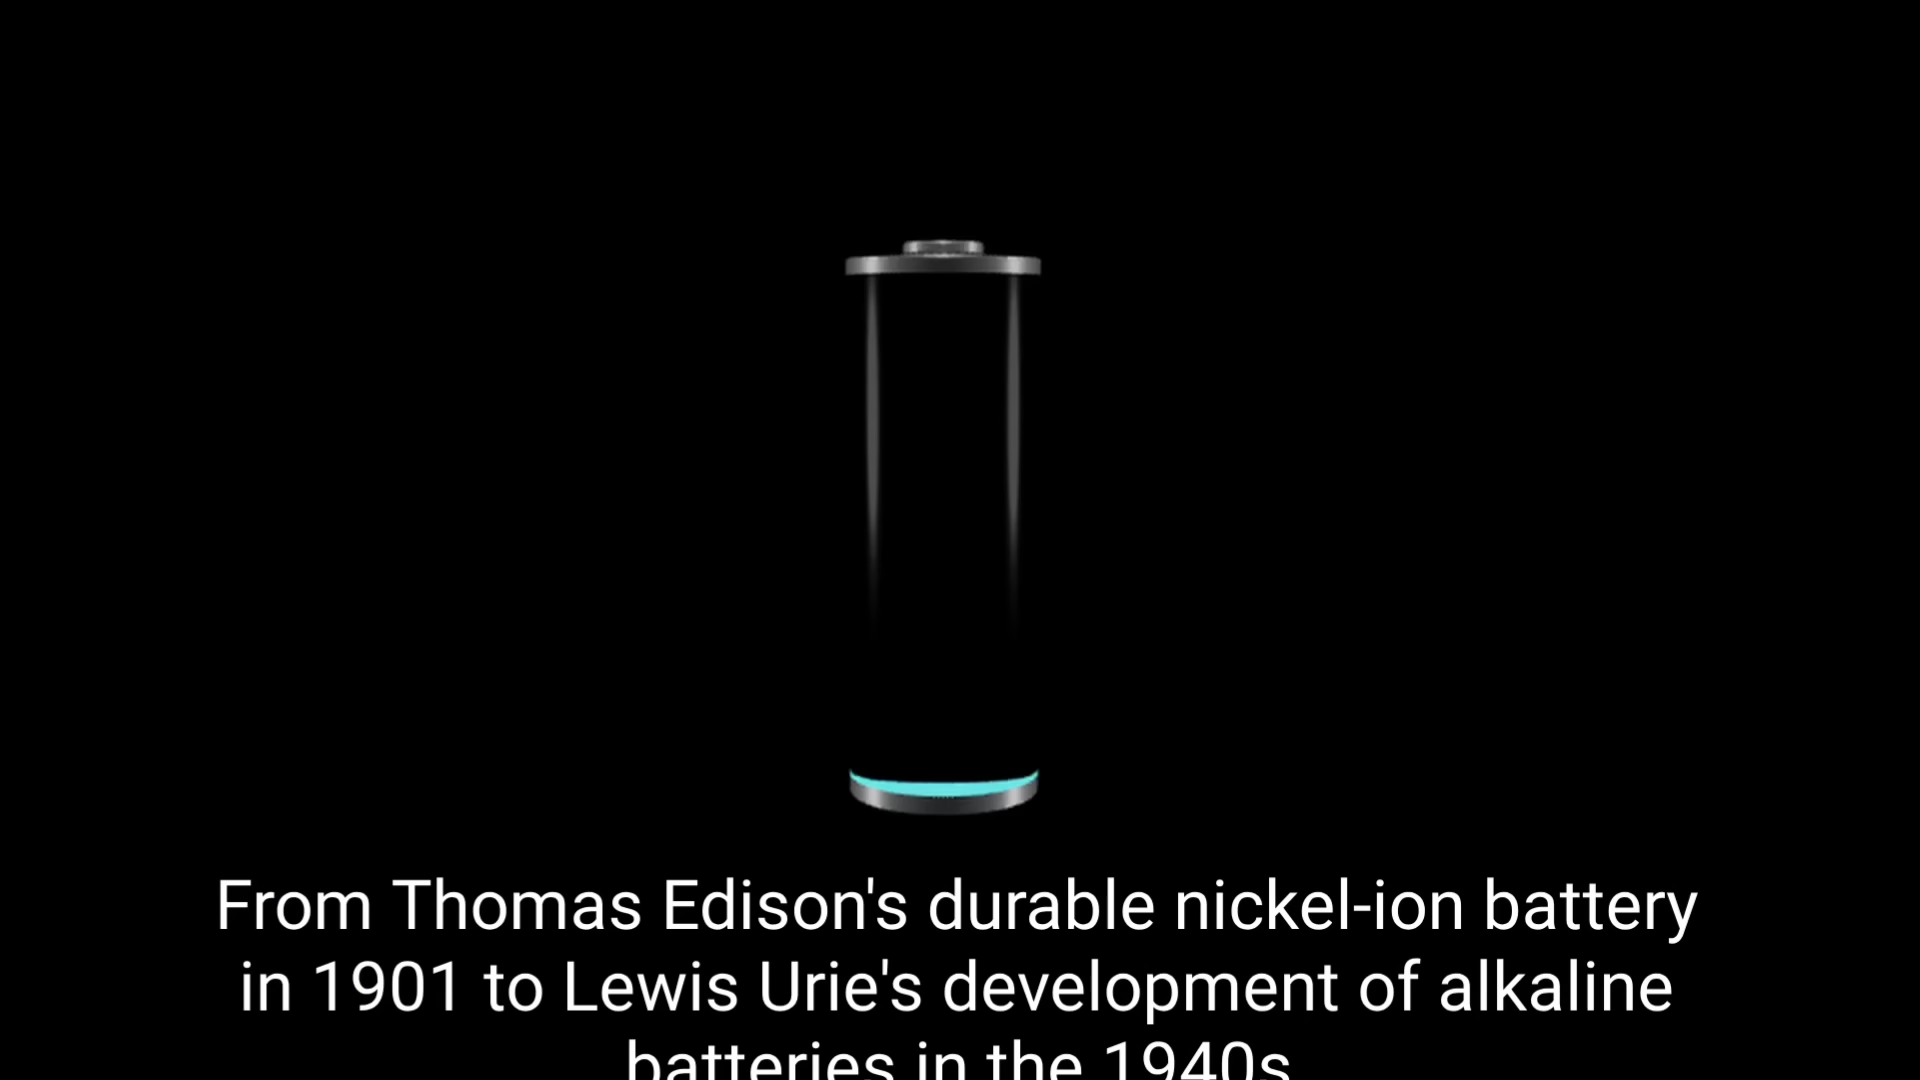 From Thomas Edison's durable nickel-ion battery
in 1901 to Lewis Urie's development of alkaline
batteries in the 1940s